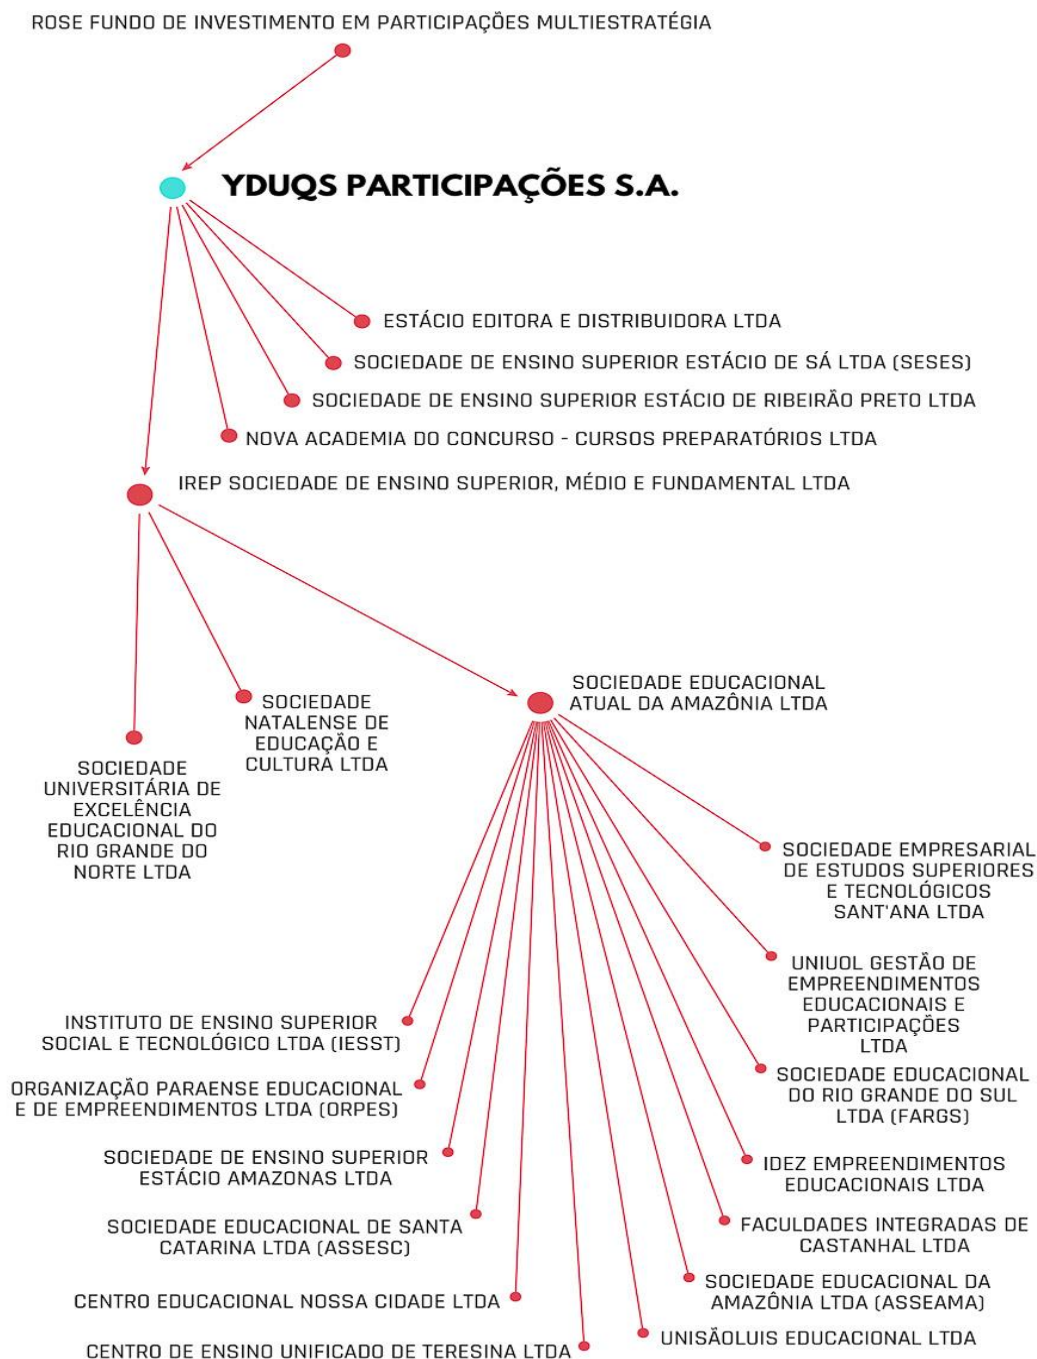 ROSE FUNDO DE INVESTIMENTO EM PARTICIPAÇÕES MULTIESTRATÉGIA
YDUQS PARTICIPAÇÕES S.A.
ESTÁCIO EDITORA E DISTRIBUIDORA LTDA
SOCIEDADE DE ENSINO SUPERIOR ESTÁCIO DE SÁ LTDA (SESES)
SOCIEDADE DE ENSINO SUPERIOR ESTÁCIO DE RIBEIRÃO PRETO LTDA
NOVA ACADEMIA DO CONCURSO - CURSOS PREPARATÓRIOS LTDA
IREP SOCIEDADE DE ENSINO SUPERIOR, MÉDIO E FUNDAMENTAL LTDA
SOCIEDADE
UNIVERSITÁRIA DE
EXCELÊNCIA
EDUCACIONAL DO
RIO GRANDE DO
NORTE LTDA
SOCIEDADE
NATALENSE DE
EDUCAÇÃO E
CULTURA LTDA
SOCIEDADE EDUCACIONAL
ATUAL DA AMAZÔNIA LTDA
INSTITUTO DE ENSINO SUPERIOR
SOCIAL E TECNOLÓGICO LTDA (IESST)
ORGANIZAÇÃO PARAENSE EDUCACIONAL
E DE EMPREENDIMENTOS LTDA (ORPES)
SOCIEDADE DE ENSINO SUPERIOR
ESTÁCIO AMAZONAS LTDA
SOCIEDADE EDUCACIONAL DE SANTA
CATARINA LTDA (ASSESC)
CENTRO EDUCACIONAL NOSSA CIDADE LTDA
CENTRO DE ENSINO UNIFICADO DE TERESINA LTDA
SOCIEDADE EMPRESARIAL
DE ESTUDOS SUPERIORES
E TECNOLÓGICOS
SANT'ANA LTDA
UNIUOL GESTÃO DE
EMPREENDIMENTOS
EDUCACIONAIS E
PARTICIPAÇÕES
LTDA
SOCIEDADE EDUCACIONAL
DO RIO GRANDE DO SUL
LTDA (FARGS)
IDEZ EMPREENDIMENTOS
EDUCACIONAIS LTDA
FACULDADES INTEGRADAS DE
CASTANHAL LTDA
SOCIEDADE EDUCACIONAL DA
AMAZÔNIA LTDA (ASSEAMA)
UNISÃOLUIS EDUCACIONAL LTDA